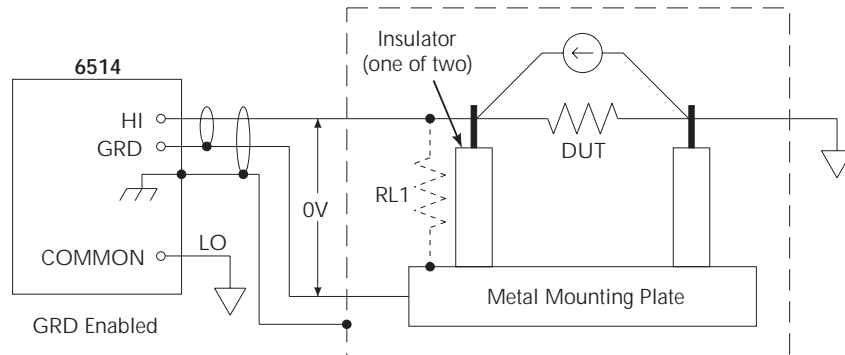 6514
HI
GRD
COMMON
LO
GRD Enabled
0V
RL1
Insulator
(one of two)
DUT
Metal Mounting Plate